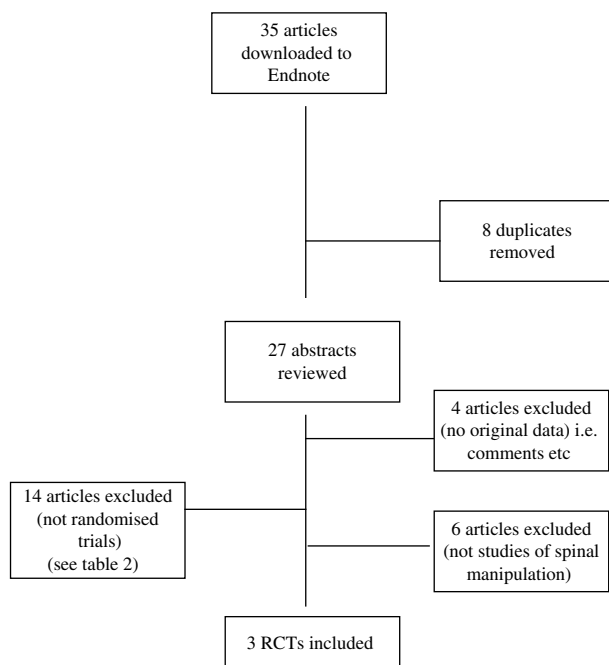 35 articles
downloaded to
Endnote
8 duplicates
removed
27 abstracts
reviewed
4 articles excluded
(no original data) i.e.
comments etc
14 articles excluded
(not randomised
trials)
(see table 2)
6 articles excluded
(not studies of spinal
manipulation)
3 RCTs included